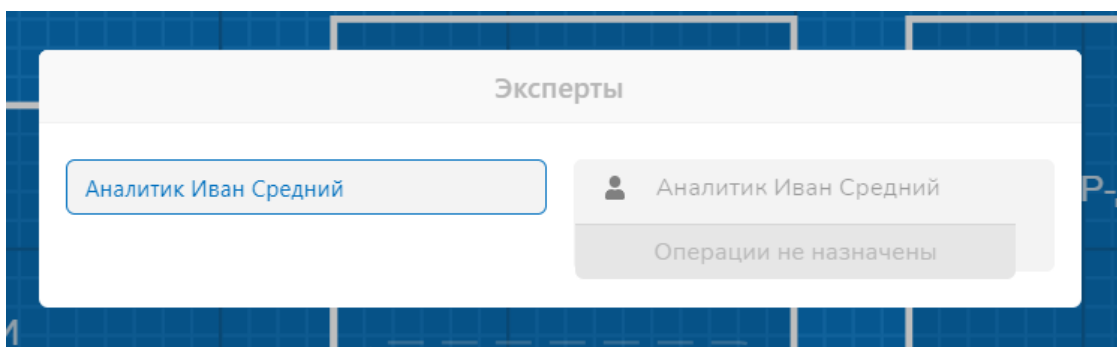 Эксперты
Аналитик Иван Средний
Аналитик Иван Средний
Операции не назначены